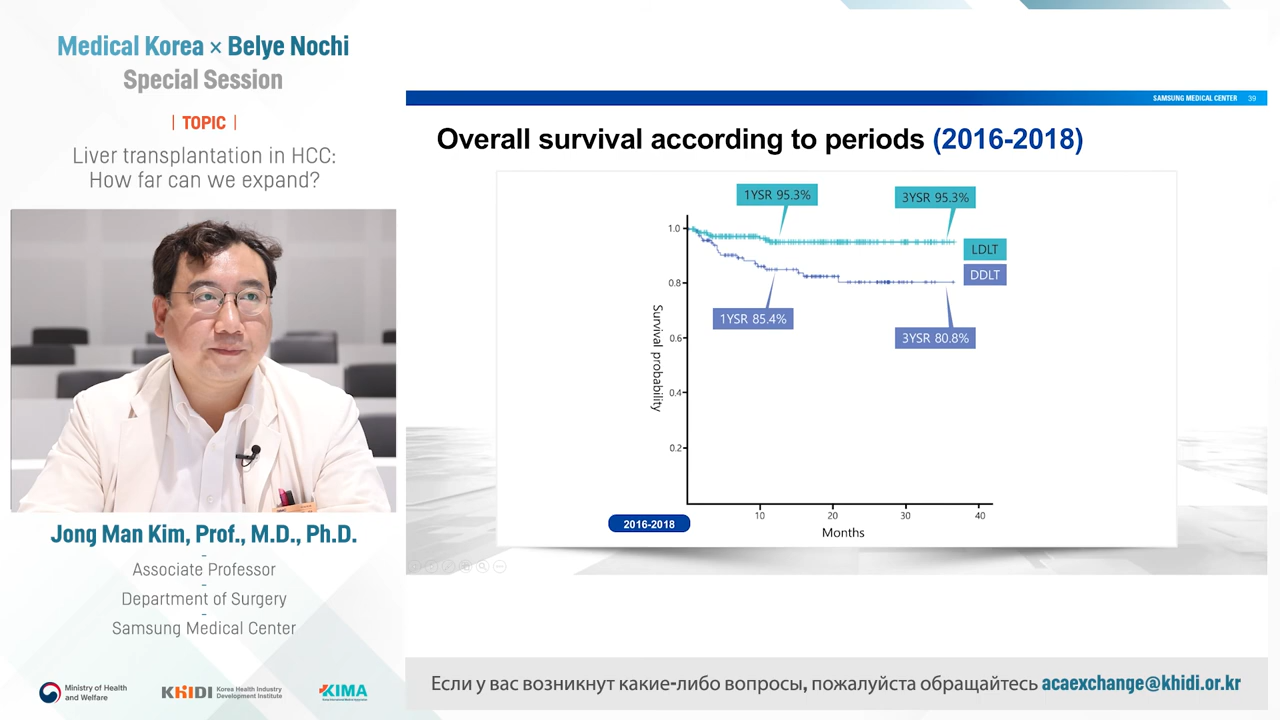 Medical Korea × Belye Nochi
Special Session
| TOPIC |
Liver transplantation in HCC:
How far can we expand?
Jong Man Kim, Prof., M.D., Ph.D.
Associate Professor
Department of Surgery
Samsung Medical Center
Ministry of Health
and Welfare
KHIDI
Korea Health Industry
Development Institute
KIMA
SAMSUNG MEDICAL CENTER 39
Overall survival according to periods (2016-2018)
1YSR 95.3%
3YSR 95.3%
LDLT
DDLT
1YSR 85.4%
3YSR 80.8%
Survival probability
1.0
0.8
0.6
0.4
0.2
10 20 30 40
Months
2016-2018
Если у вас возникнут какие-либо вопросы, пожалуйста обращайтесь acaexchange@khidi.or.kr